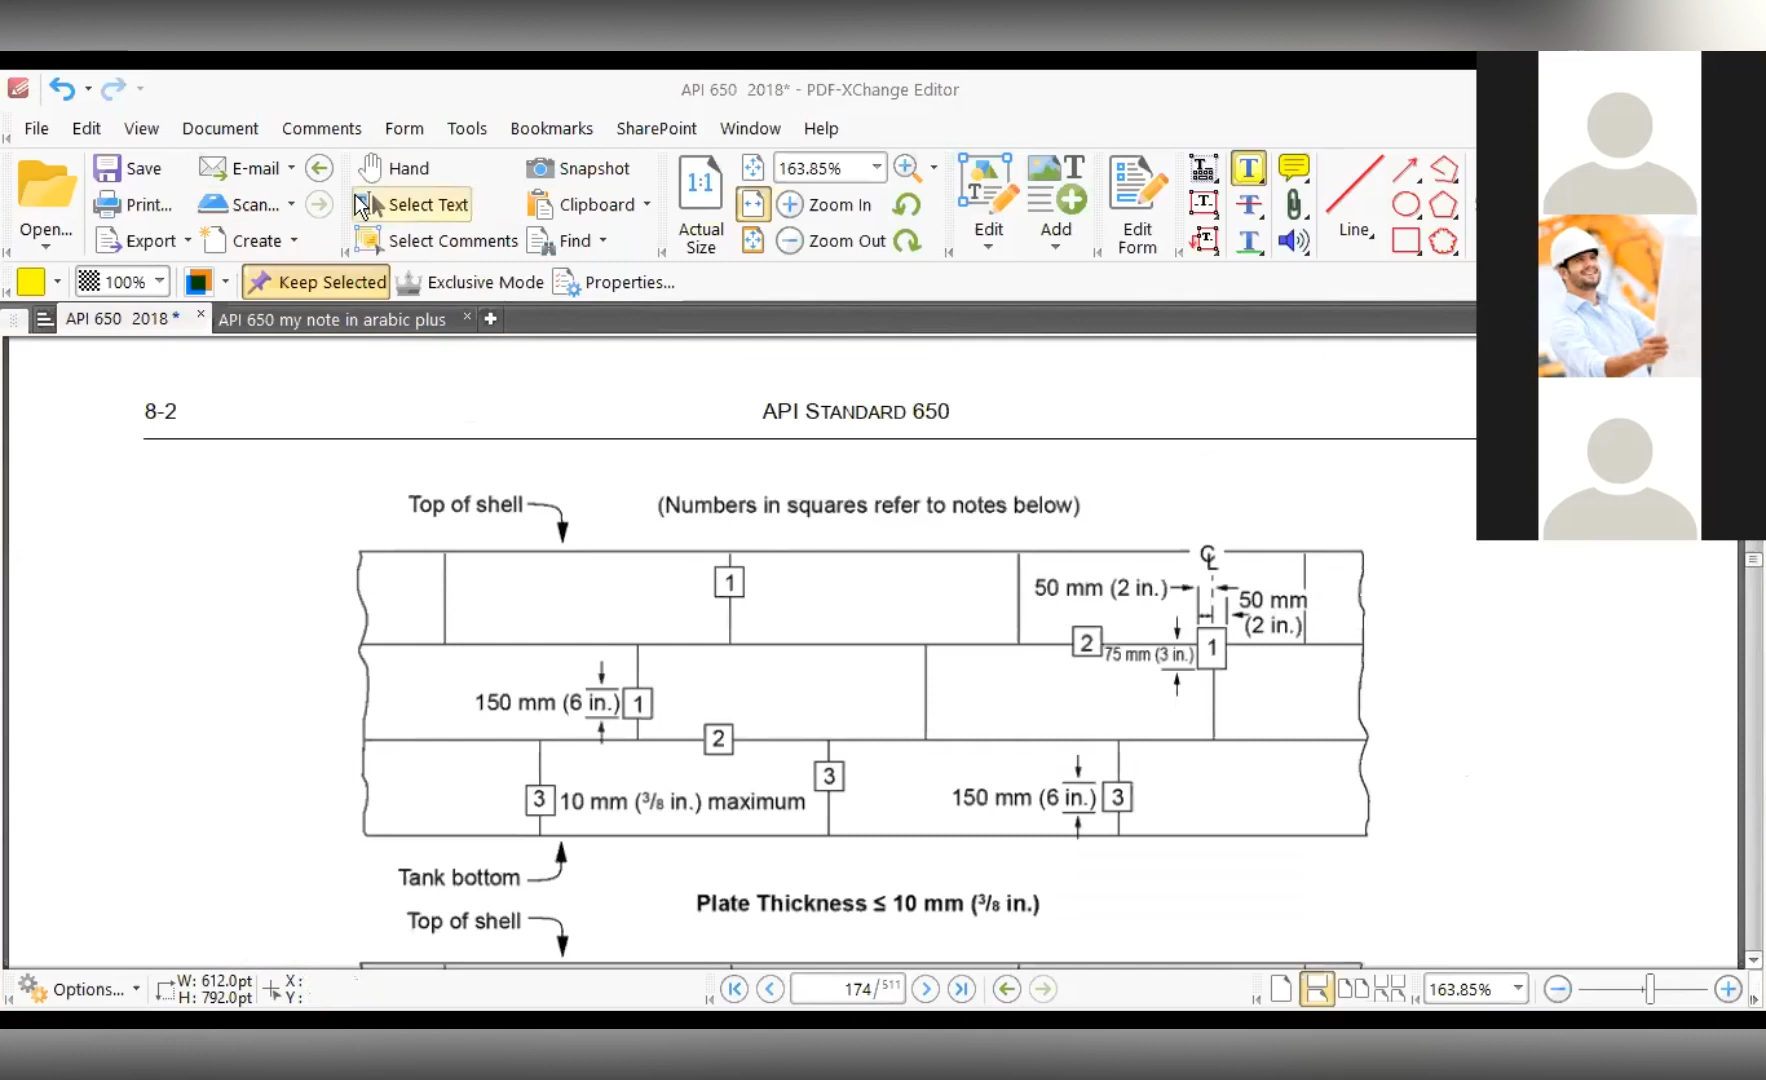 API 650 2018* - PDF-XChange Editor
File Edit View Document Comments Form Tools Bookmarks SharePoint Window Help
Open...
Save
Print...
Export
E-mail
Scan...
Create
Hand
Select Text
Select Comments
Snapshot
Clipboard
Find
1:1
Actual
Size
163.85%
Zoom In
Zoom Out
Edit
Add
Edit
Form
Line
100%
Keep Selected
Exclusive Mode
Properties...
API 650 2018 *
API 650 my note in arabic plus
8-2
API STANDARD 650
Top of shell
(Numbers in squares refer to notes below)
1
50 mm (2 in.)
50 mm
(2 in.)
2
75 mm (3 in.)
1
150 mm (6 in.)
1
2
3
3
10 mm (3/8 in.) maximum
150 mm (6 in.)
3
Tank bottom
Plate Thickness ≤ 10 mm (3/8 in.)
Top of shell
Options...
W: 612.0pt
H: 792.0pt
X:
Y:
174/511
163.85%